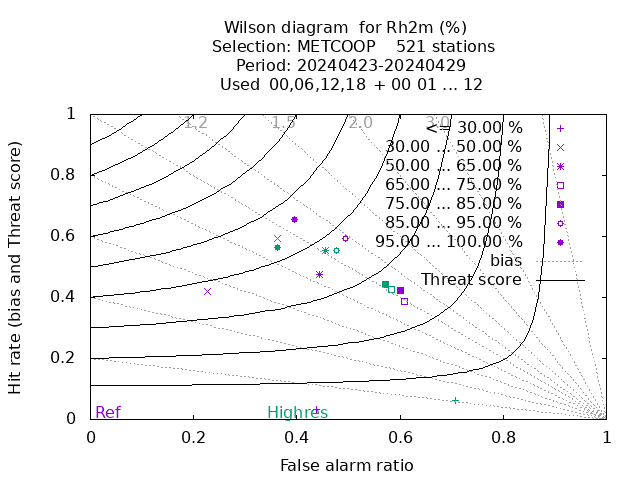 Wilson diagram  for Rh2m (%)
Selection: METCOOP    521 stations
Period: 20240423-20240429
Used  00,06,12,18  + 00 01 ... 12
Hit rate (bias and Threat score)
1
0.8
0.6
0.4
0.2
0
1.2 1.5 2.0 3.0
<= 30.00 %
30.00 ... 50.00 %
50.00 ... 65.00 %
65.00 ... 75.00 %
75.00 ... 85.00 %
85.00 ... 95.00 %
95.00 ... 100.00 %
bias
Threat score
Ref Highres
0 0.2 0.4 0.6 0.8 1
False alarm ratio